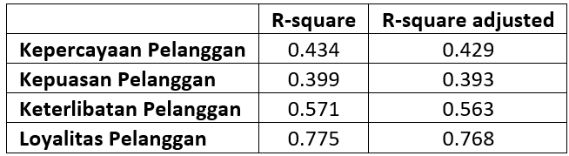 R-square R-square adjusted
Kepercayaan Pelanggan 0.434 0.429
Kepuasan Pelanggan 0.399 0.393
Keterlibatan Pelanggan 0.571 0.563
Loyalitas Pelanggan 0.775 0.768